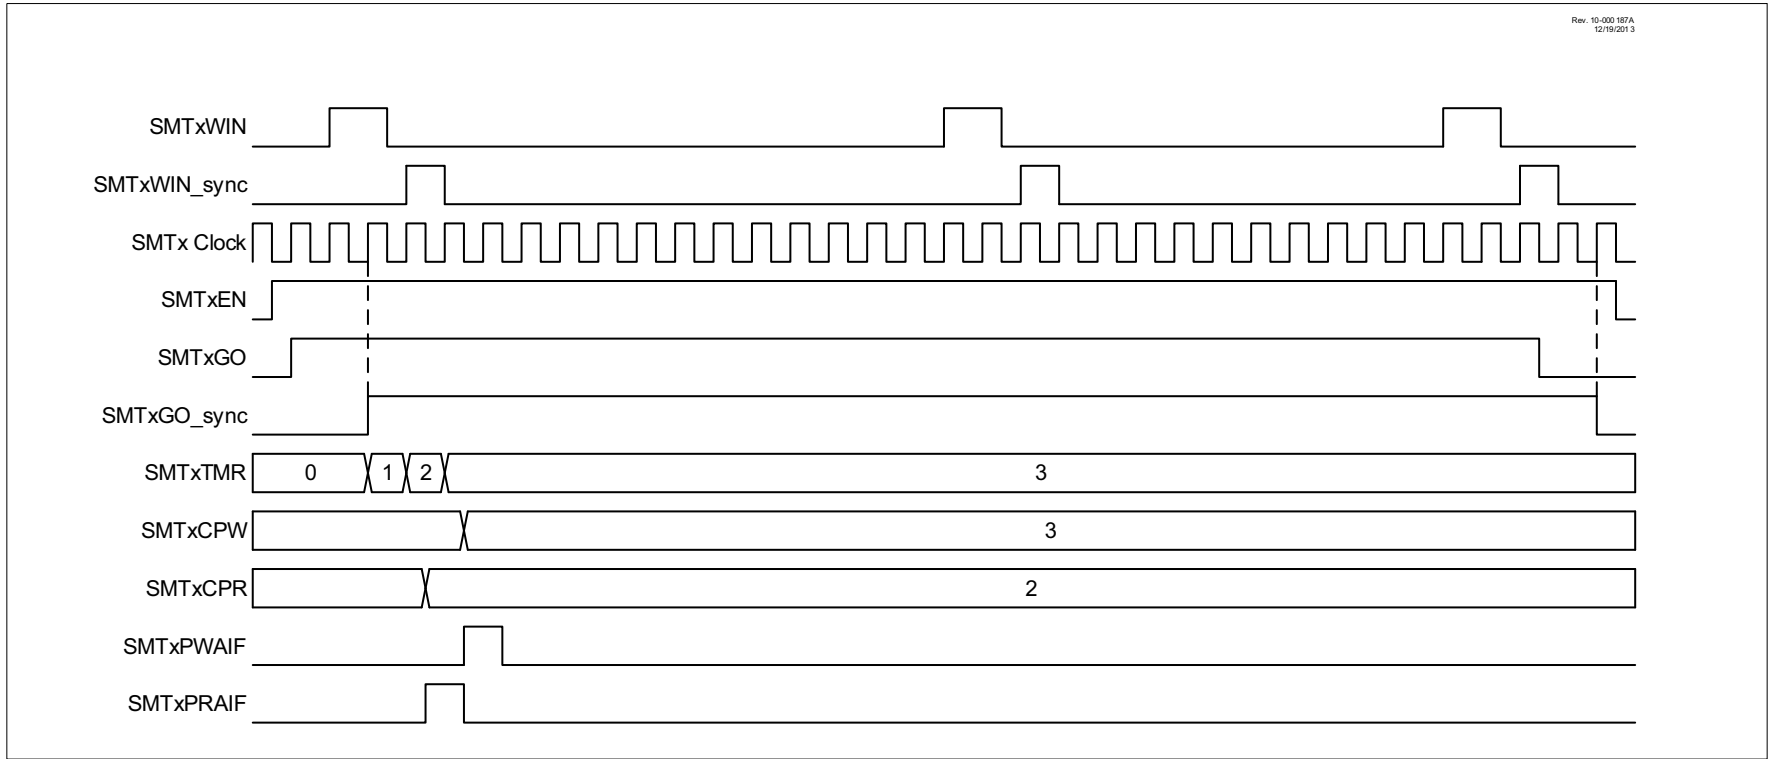 Rev. 10-000 187A
12/19/201 3
SMTxWIN
SMTxWIN_sync
SMTx Clock
SMTxEN
SMTxGO
SMTxGO_sync
SMTxTMR 0 1 2 3
SMTxCPW 3
SMTxCPR 2
SMTxPWAIF
SMTxPRAIF